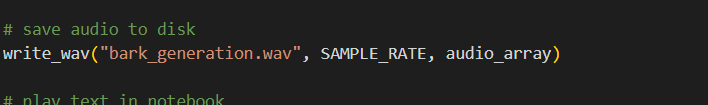 # save audio to disk
write_wav("bark_generation.wav", SAMPLE_RATE, audio_array)
# play text in notebook